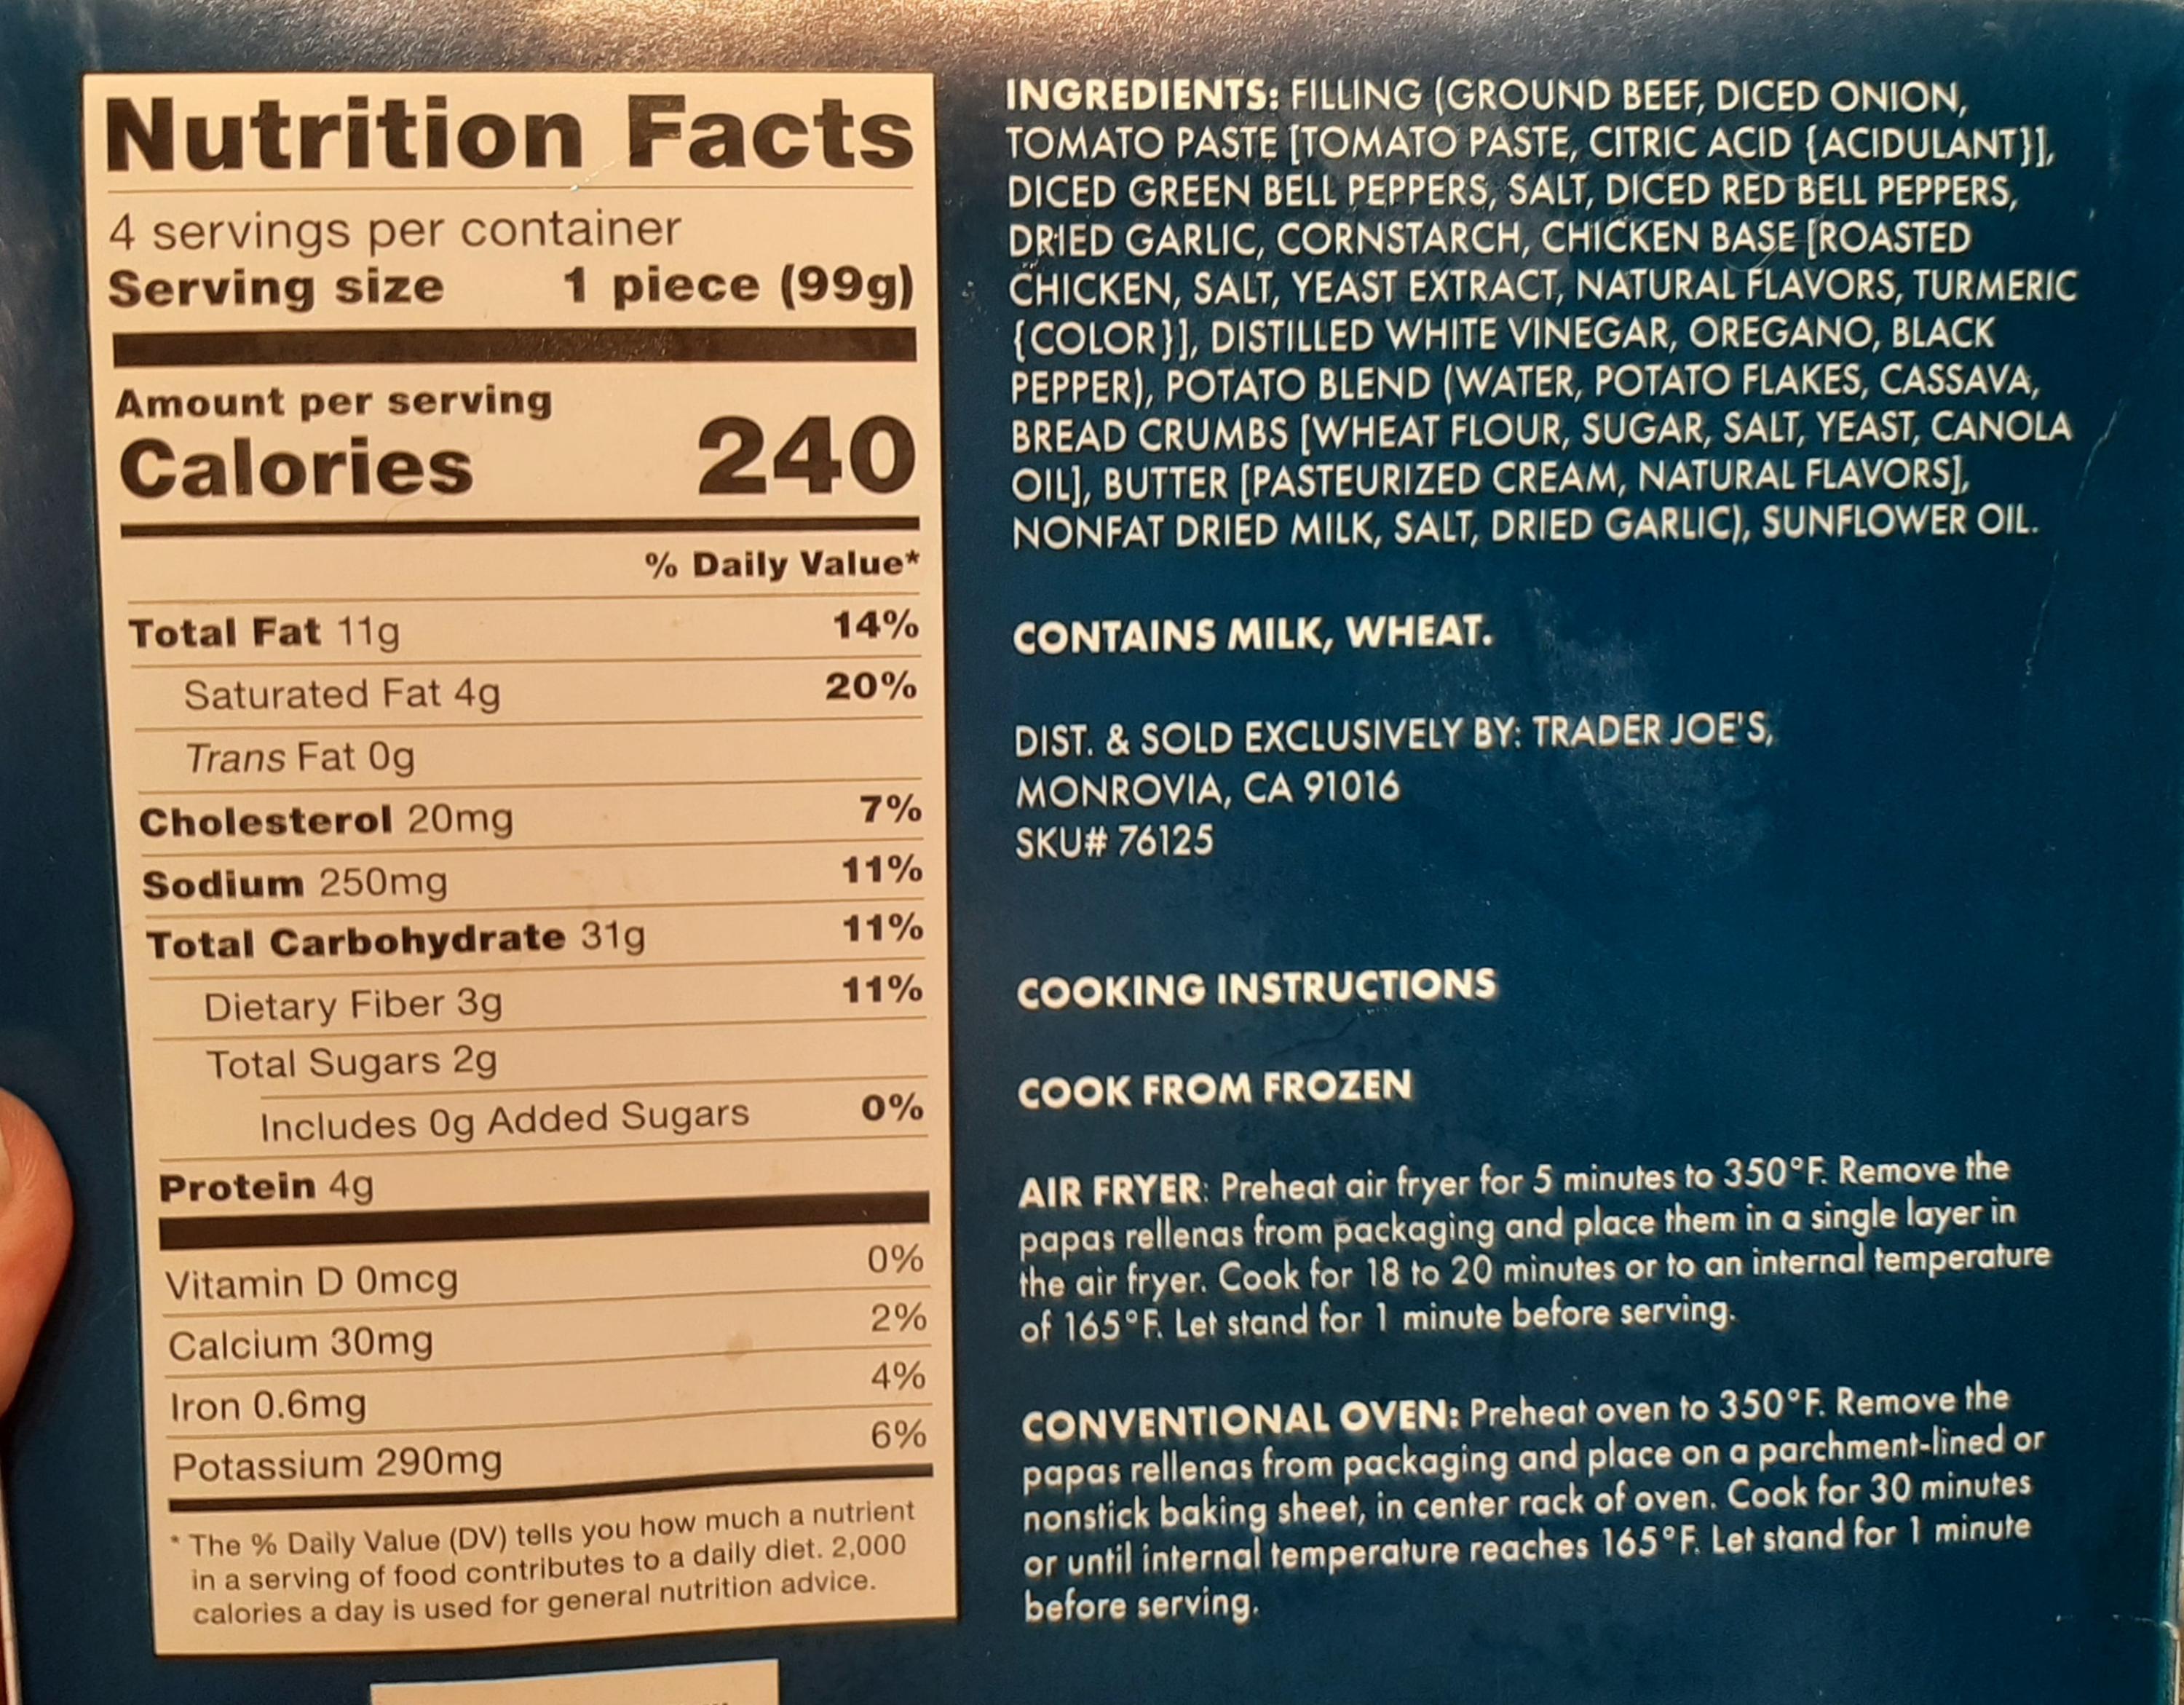 Nutrition Facts
4 servings per container
Serving size 1 piece (99g)
Amount per serving
Calories 240
% Daily Value*
Total Fat 11g 14%
Saturated Fat 4g 20%
Trans Fat 0g
Cholesterol 20mg 7%
Sodium 250mg 11%
Total Carbohydrate 31g 11%
Dietary Fiber 3g 11%
Total Sugars 2g
Includes 0g Added Sugars 0%
Protein 4g
Vitamin D 0mcg 0%
Calcium 30mg 2%
Iron 0.6mg 4%
Potassium 290mg 6%
* The % Daily Value (DV) tells you how much a nutrient
in a serving of food contributes to a daily diet. 2,000
calories a day is used for general nutrition advice.
INGREDIENTS: FILLING (GROUND BEEF, DICED ONION,
TOMATO PASTE [TOMATO PASTE, CITRIC ACID {ACIDULANT}],
DICED GREEN BELL PEPPERS, SALT, DICED RED BELL PEPPERS,
DRIED GARLIC, CORNSTARCH, CHICKEN BASE [ROASTED
CHICKEN, SALT, YEAST EXTRACT, NATURAL FLAVORS, TURMERIC
{COLOR}], DISTILLED WHITE VINEGAR, OREGANO, BLACK
PEPPER), POTATO BLEND (WATER, POTATO FLAKES, CASSAVA,
BREAD CRUMBS [WHEAT FLOUR, SUGAR, SALT, YEAST, CANOLA
OIL], BUTTER [PASTEURIZED CREAM, NATURAL FLAVORS],
NONFAT DRIED MILK, SALT, DRIED GARLIC), SUNFLOWER OIL.
CONTAINS MILK, WHEAT.
DIST. & SOLD EXCLUSIVELY BY: TRADER JOE'S,
MONROVIA, CA 91016
SKU# 76125
COOKING INSTRUCTIONS
COOK FROM FROZEN
AIR FRYER: Preheat air fryer for 5 minutes to 350°F. Remove the
papas rellenas from packaging and place them in a single layer in
the air fryer. Cook for 18 to 20 minutes or to an internal temperature
of 165°F. Let stand for 1 minute before serving.
CONVENTIONAL OVEN: Preheat oven to 350°F. Remove the
papas rellenas from packaging and place on a parchment-lined or
nonstick baking sheet, in center rack of oven. Cook for 30 minutes
or until internal temperature reaches 165°F. Let stand for 1 minute
before serving.